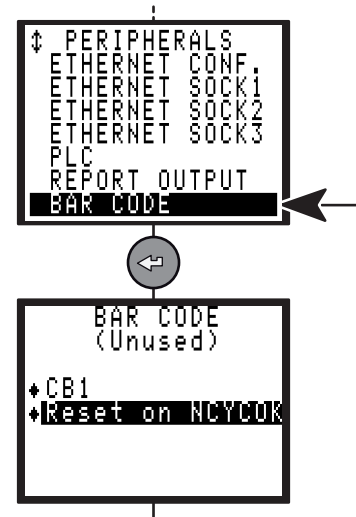 PERIPHERALS
ETHERNET CONF.
ETHERNET SOCK1
ETHERNET SOCK2
ETHERNET SOCK3
PLC
REPORT OUTPUT
BAR CODE
BAR CODE
(Unused)
CB1
Reset on NCYCOK